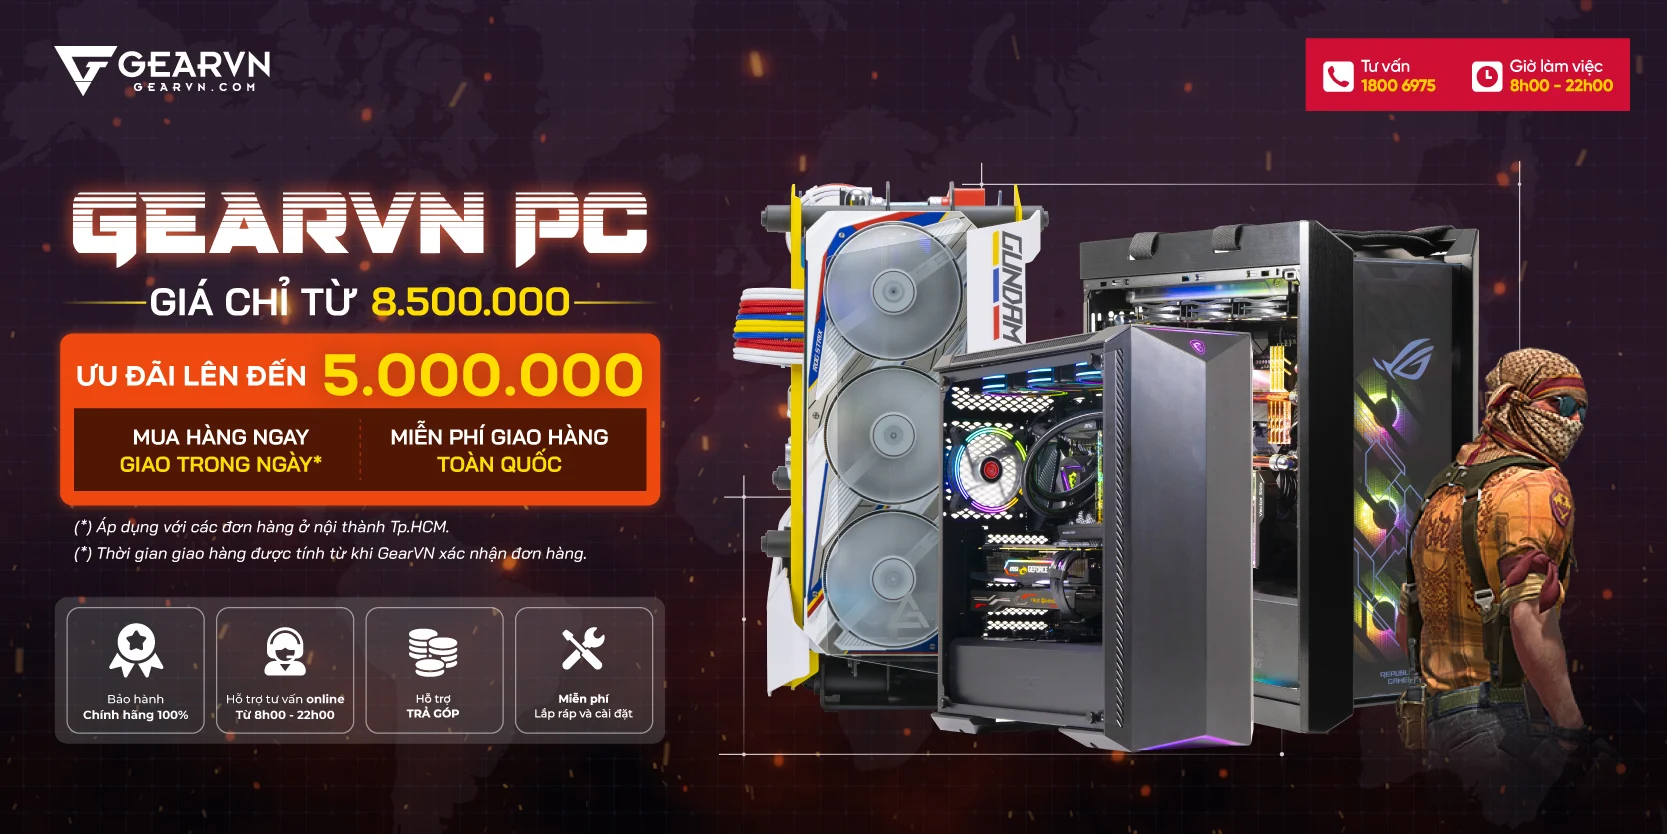 GEARVN
GEARVN.COM
Tư vấn
1800 6975
Giờ làm việc
8h00 - 22h00
GEARVN PC
GIÁ CHỈ TỪ 8.500.000
ƯU ĐÃI LÊN ĐẾN 5.000.000
MUA HÀNG NGAY
GIAO TRONG NGÀY*
MIỄN PHÍ GIAO HÀNG
TOÀN QUỐC
(*) Áp dụng với các đơn hàng ở nội thành Tp.HCM.
(*) Thời gian giao hàng được tính từ khi GearVN xác nhận đơn hàng.
Bảo hành
Chính hãng 100%
Hỗ trợ tư vấn online
Từ 8h00 - 22h00
Hỗ trợ
TRẢ GÓP
Miễn phí
Lắp ráp và cài đặt
GUNDAM
ROG STRIX
GEFORCE